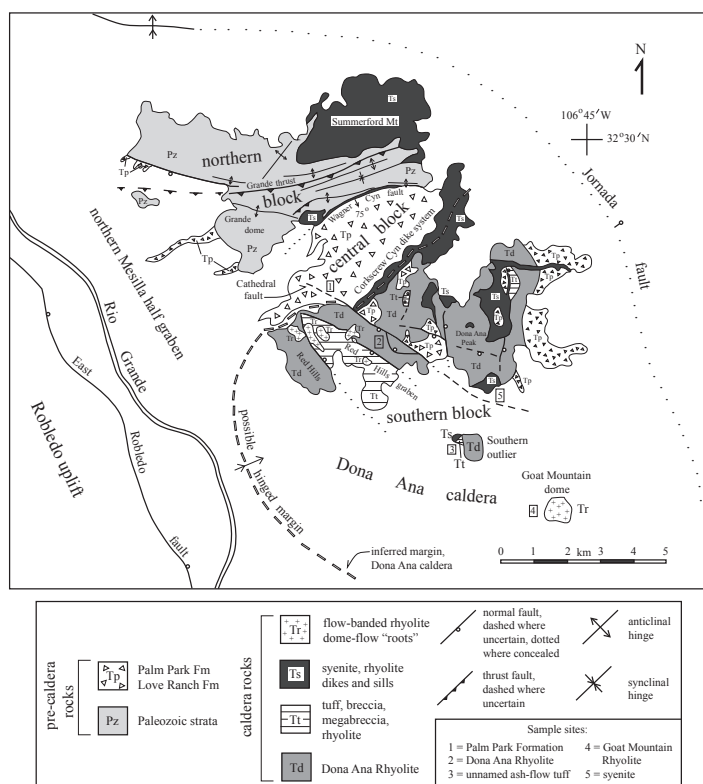 N
106°45′W
32°30′N
Ts
Summerford Mt
Pz
northern
Tp
Grande thrust
Pz
block
Pz
Wagner Cyn fault
75°
Ts
Ts
Grande
dome
Pz
Tp
central block
Tp
Corkscrew Cyn dike system
Jornada
fault
northern Mesilla half graben
Cathedral
fault
1
Td
Tp
Tt
Ts
Td
Tp
Tt
Ts
Tp
Tp
Td
Tr
Tr
Tp
2
Tp
Dona Ana
Peak
Td
Tr
Red Hills
Td
Tr
Red
Hills
graben
Tt
Ts
5
Tp
Rio
Grande
East
Robledo
fault
Robledo uplift
possible
hinged margin
southern block
Ts
3
Td
Tt
Southern
outlier
Dona Ana caldera
Goat Mountain
dome
4
Tr
inferred margin,
Dona Ana caldera
0 1 2 3 4 5
km
pre-caldera
rocks
Tp
Palm Park Fm
Love Ranch Fm
Pz
Paleozoic strata
caldera rocks
Tr
flow-banded rhyolite
dome-flow “roots”
Ts
syenite, rhyolite
dikes and sills
Tt
tuff, breccia,
megabreccia,
rhyolite
Td
Dona Ana Rhyolite
normal fault,
dashed where
uncertain, dotted
where concealed
thrust fault,
dashed where
uncertain
anticlinal
hinge
synclinal
hinge
Sample sites:
1 = Palm Park Formation
2 = Dona Ana Rhyolite
3 = unnamed ash-flow tuff
4 = Goat Mountain
Rhyolite
5 = syenite